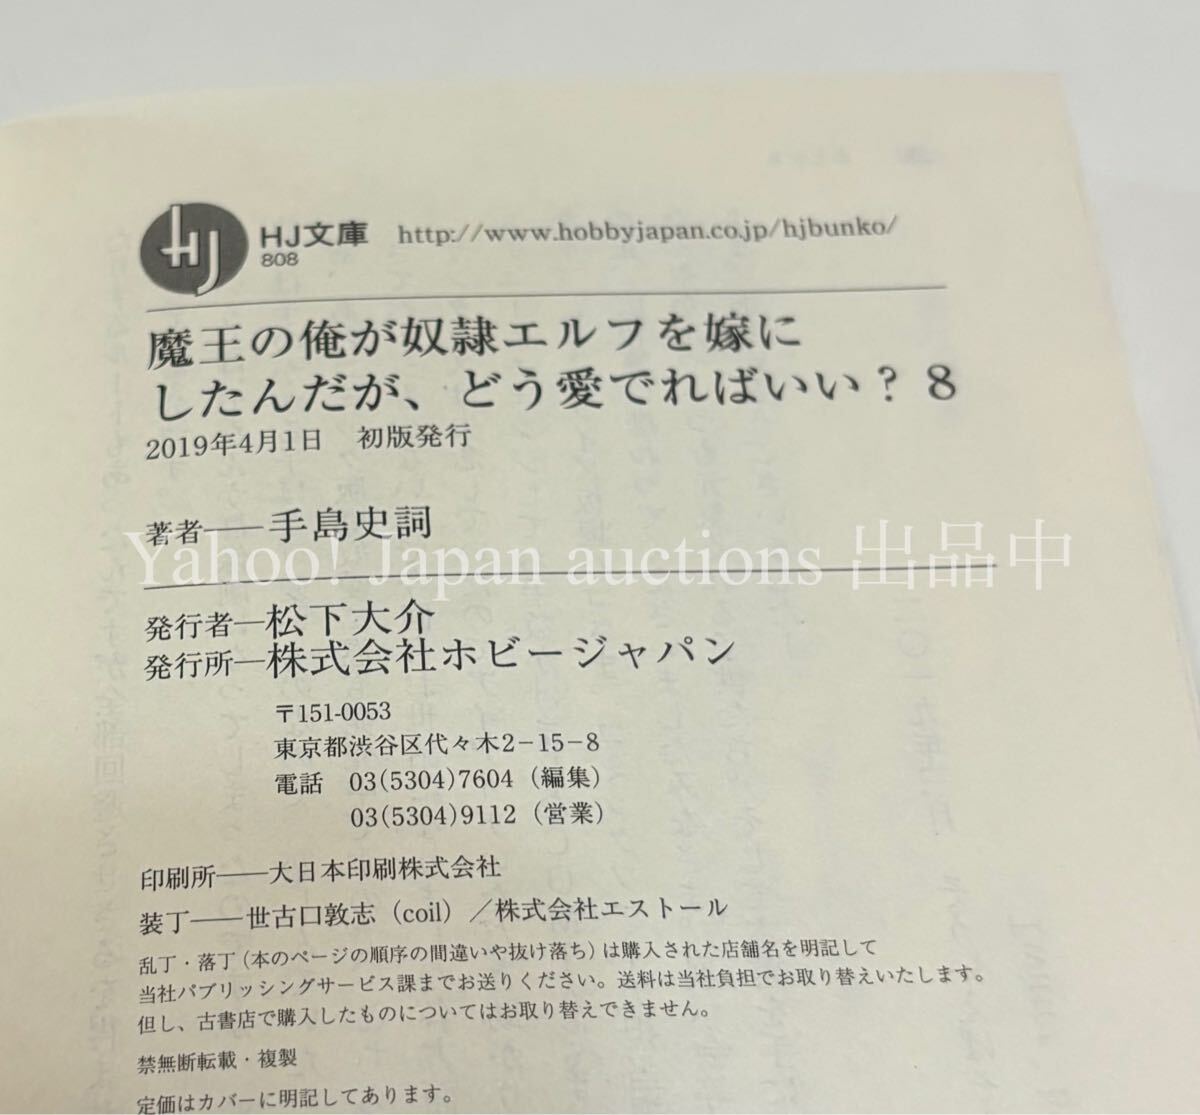 HJ
HJ文庫 http://www.hobbyjapan.co.jp/hjbunko/
808
魔王の俺が奴隷エルフを嫁に
したんだが、どう愛でればいい？ 8
2019年4月1日 初版発行
著者――手島史詞
Yahoo! Japan auctions 出品中
発行者―松下大介
発行所―株式会社ホビージャパン
〒151-0053
東京都渋谷区代々木2−15−8
電話 03(5304)7604（編集）
03(5304)9112（営業）
印刷所――大日本印刷株式会社
装丁――世古口敦志（coil）／株式会社エストール
乱丁・落丁（本のページの順序の間違いや抜け落ち）は購入された店舗名を明記して
当社パブリッシングサービス課までお送りください。送料は当社負担でお取り替えいたします。
但し、古書店で購入したものについてはお取り替えできません。
禁無断転載・複製
定価はカバーに明記してあります。